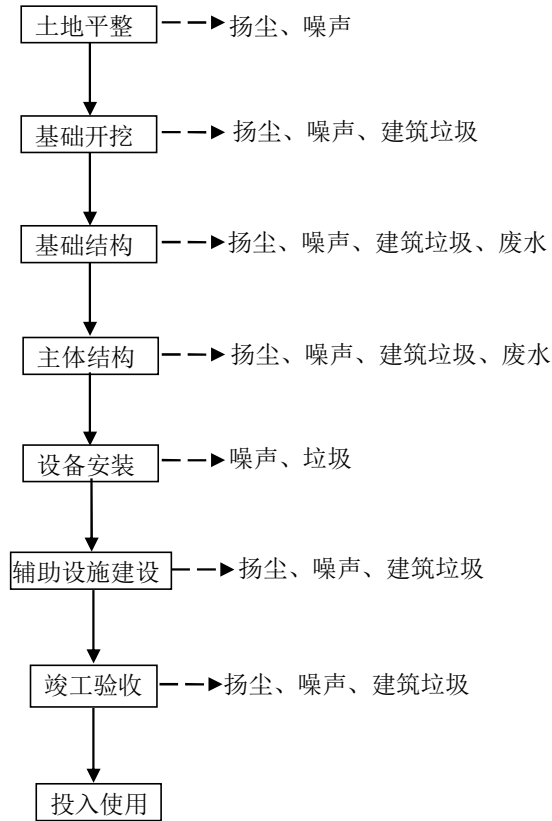 土地平整 扬尘、噪声
基础开挖 扬尘、噪声、建筑垃圾
基础结构 扬尘、噪声、建筑垃圾、废水
主体结构 扬尘、噪声、建筑垃圾、废水
设备安装 噪声、垃圾
辅助设施建设 扬尘、噪声、建筑垃圾
竣工验收 扬尘、噪声、建筑垃圾
投入使用